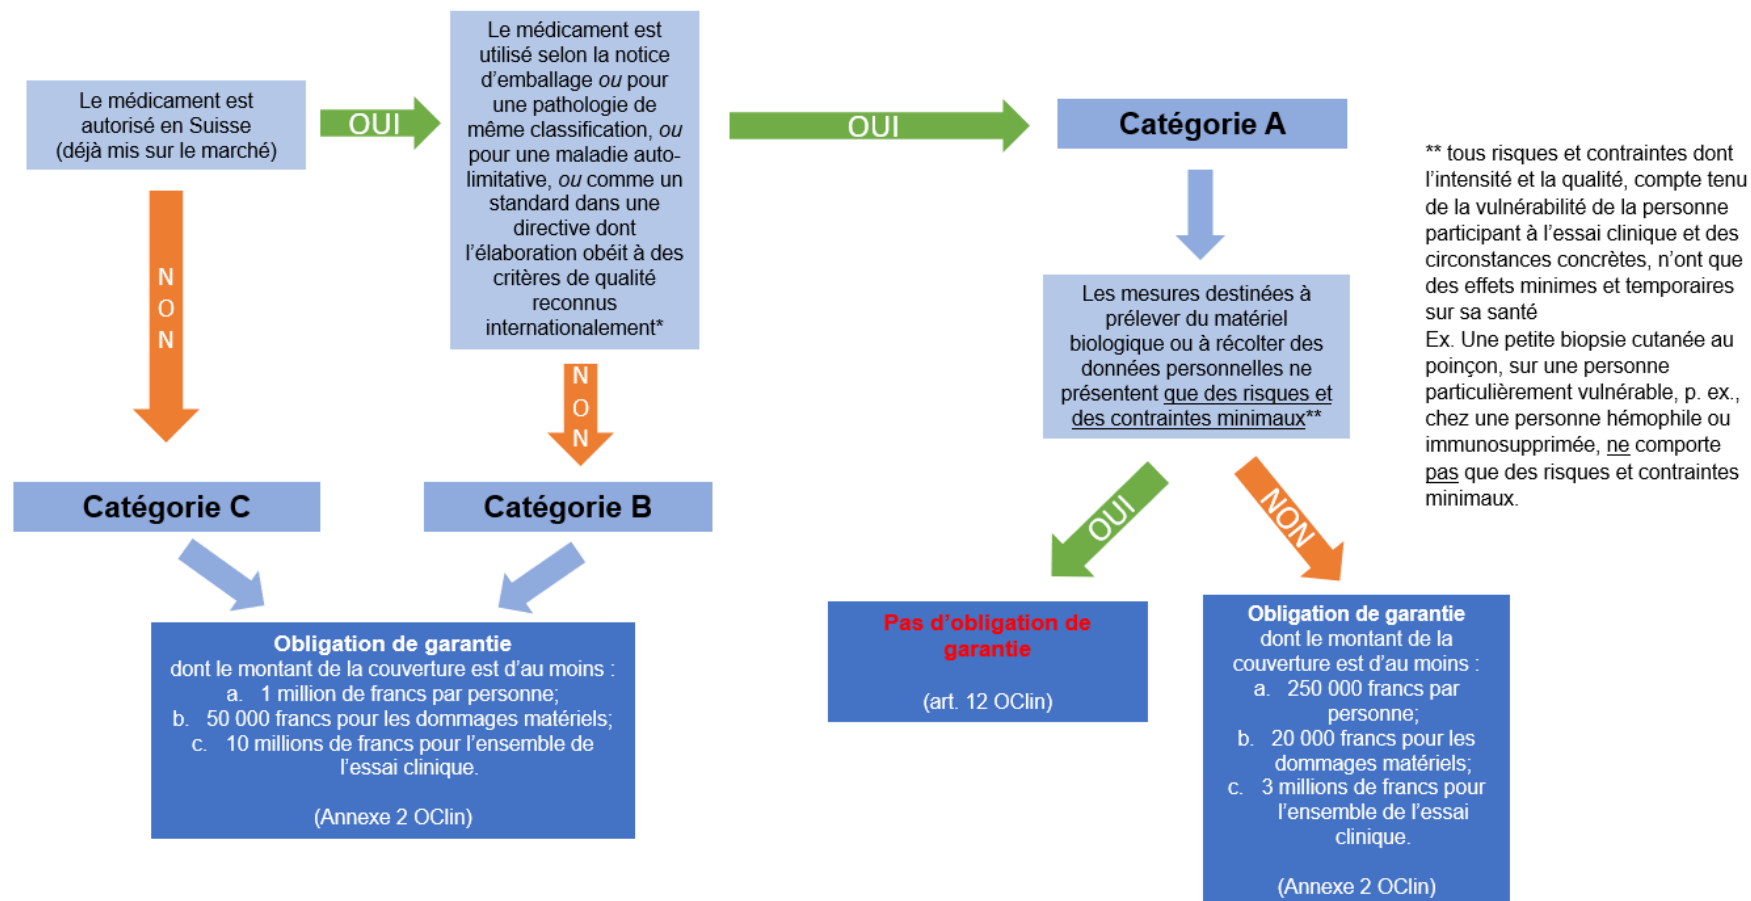 Le médicament est
autorisé en Suisse
(déjà mis sur le marché)
OUI
Le médicament est
utilisé selon la notice
d'emballage ou pour
une pathologie de
même classification, ou
pour une maladie auto-
limitative, ou comme un
standard dans une
directive dont
l'élaboration obéit à des
critères de qualité
reconnus
internationalement*
OUI
Catégorie A
N
O
N
N
O
N
Catégorie C
Catégorie B
Obligation de garantie
dont le montant de la couverture est d'au moins :
a. 1 million de francs par personne;
b. 50 000 francs pour les dommages matériels;
c. 10 millions de francs pour l'ensemble de
l'essai clinique.
(Annexe 2 OClin)
Les mesures destinées à
prélever du matériel
biologique ou à récolter des
données personnelles ne
présentent que des risques et
des contraintes minimaux**
OUI
NON
Pas d'obligation de
garantie
(art. 12 OClin)
Obligation de garantie
dont le montant de la
couverture est d'au moins :
a. 250 000 francs par
personne;
b. 20 000 francs pour les
dommages matériels;
c. 3 millions de francs pour
l'ensemble de l'essai
clinique.
(Annexe 2 OClin)
** tous risques et contraintes dont
l'intensité et la qualité, compte tenu
de la vulnérabilité de la personne
participant à l'essai clinique et des
circonstances concrètes, n'ont que
des effets minimes et temporaires
sur sa santé
Ex. Une petite biopsie cutanée au
poinçon, sur une personne
particulièrement vulnérable, p. ex.,
chez une personne hémophile ou
immunosupprimée, ne comporte
pas que des risques et contraintes
minimaux.